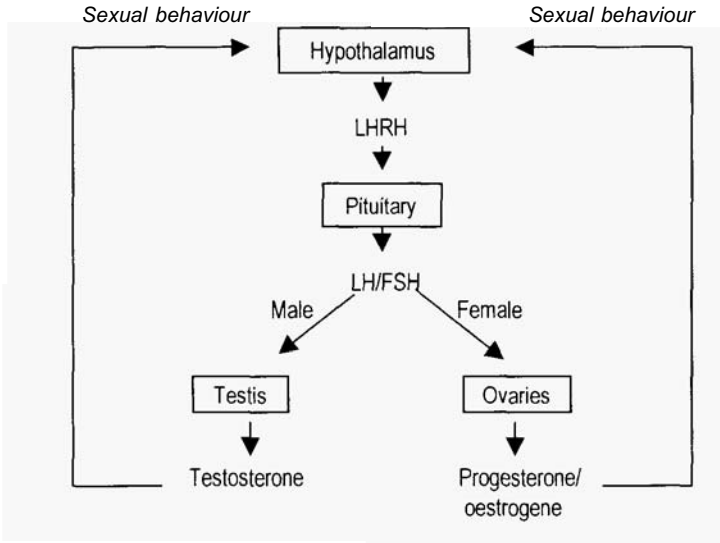 Sexual behaviour
Sexual behaviour
Hypothalamus
LHRH
Pituitary
LH/FSH
Male
Female
Testis
Ovaries
Testosterone
Progesterone/
oestrogene